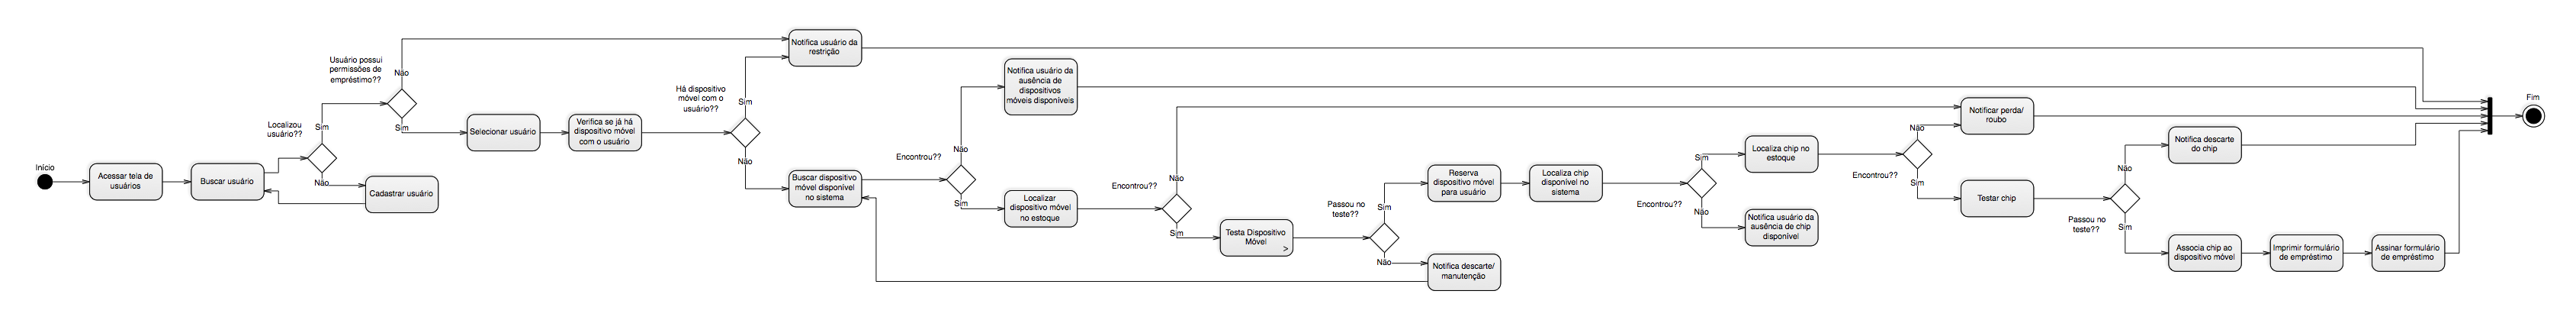 Início
Acessar tela de
usuários
Buscar usuário
Localizou
usuário??
Sim
Não
Cadastrar usuário
Usuário possui
permissões de
empréstimo??
Não
Sim
Selecionar usuário
Verifica se já há
dispositivo móvel
com o usuário
Há dispositivo
móvel com o
usuário??
Sim
Não
Notifica usuário da
restrição
Buscar dispositivo
móvel disponível
no sistema
Encontrou??
Não
Sim
Notifica usuário da
ausência de
dispositivos
móveis disponíveis
Localizar
dispositivo móvel
no estoque
Encontrou??
Não
Sim
Testa Dispositivo
Móvel
>
Passou no
teste??
Sim
Não
Reserva
dispositivo móvel
para usuário
Notifica descarte/
manutenção
Localiza chip
disponível no
sistema
Encontrou??
Sim
Não
Localiza chip no
estoque
Notifica usuário da
ausência de chip
disponível
Encontrou??
Não
Sim
Notificar perda/
roubo
Testar chip
Passou no
teste??
Não
Sim
Notifica descarte
do chip
Associa chip ao
dispositivo móvel
Imprimir formulário
de empréstimo
Assinar formulário
de empréstimo
Fim